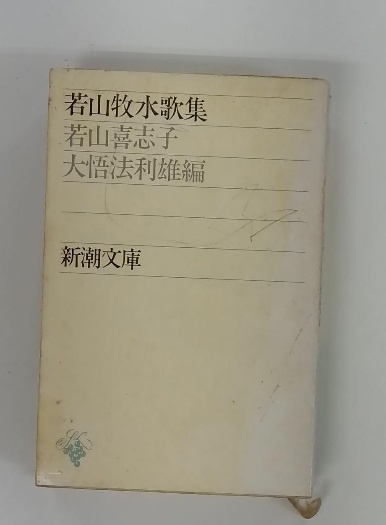 若山牧水歌集
若山喜志子
大悟法利雄編
新潮文庫